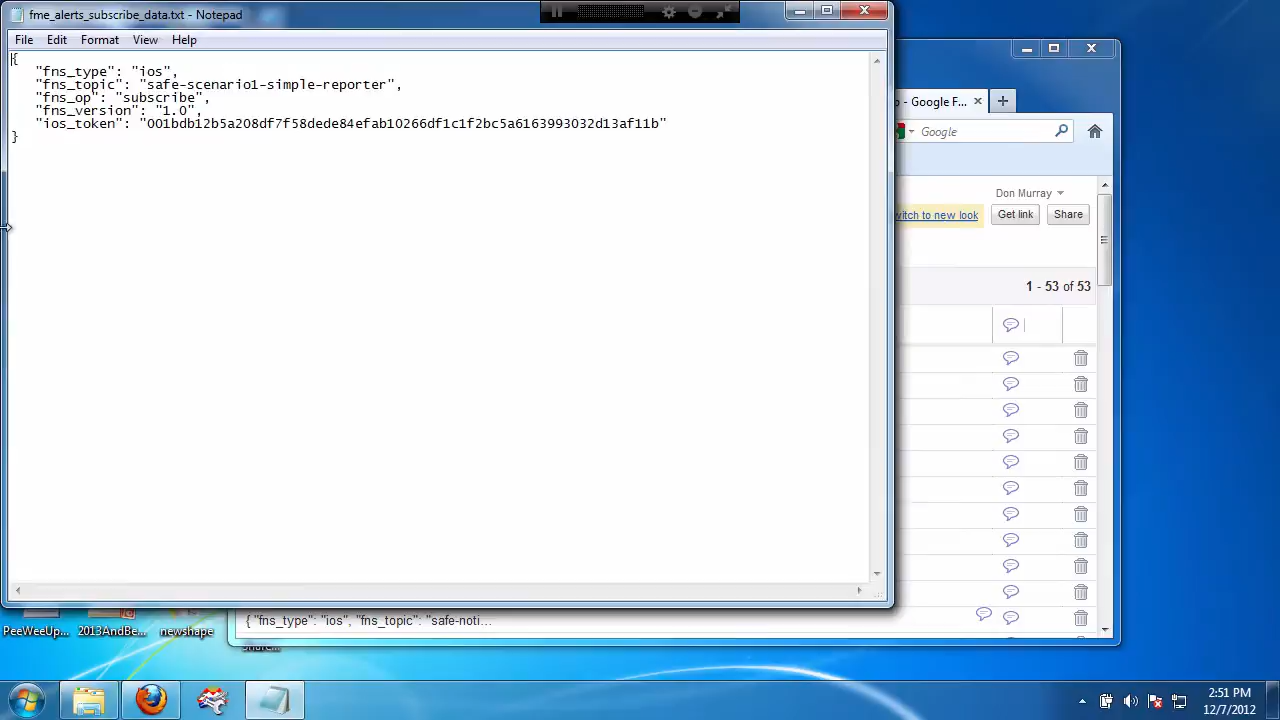 fme_alerts_subscribe_data.txt - Notepad
File Edit Format View Help
{
"fns_type": "ios",
"fns_topic": "safe-scenario1-simple-reporter",
"fns_op": "subscribe",
"fns_version": "1.0",
"ios_token": "001bdb12b5a208df7f58dede84efab10266df1c1f2bc5a6163993032d13af11b"
}
- Google F...
Google
Don Murray
witch to new look
Get link
Share
1 - 53 of 53
{ "fns_type": "ios", "fns_topic": "safe-noti...
PeeWeeUp...
2013AndBe...
newshape
2:51 PM
12/7/2012